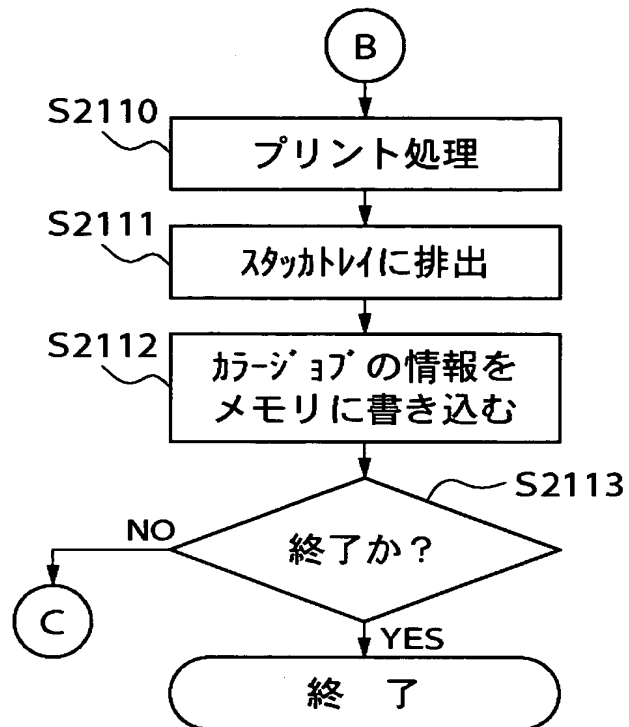 B
S2110
プリント処理
S2111
ｽﾀｯｶﾄﾚｲに排出
S2112
ｶﾗｰｼﾞｮﾌﾞの情報を
メモリに書き込む
S2113
終了か？
NO
C
YES
終 了